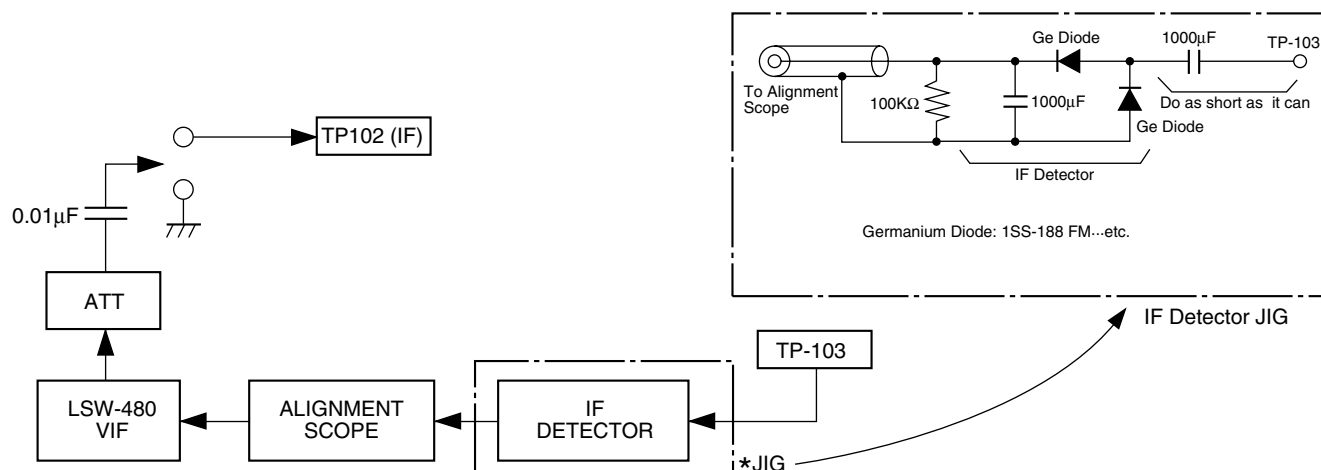 Ge Diode
1000μF
TP-103
To Alignment
Scope
100KΩ
1000μF
Do as short as it can
Ge Diode
IF Detector
Germanium Diode: 1SS-188 FM···etc.
IF Detector JIG
TP102 (IF)
0.01μF
ATT
TP-103
LSW-480
VIF
ALIGNMENT
SCOPE
IF
DETECTOR
*JIG